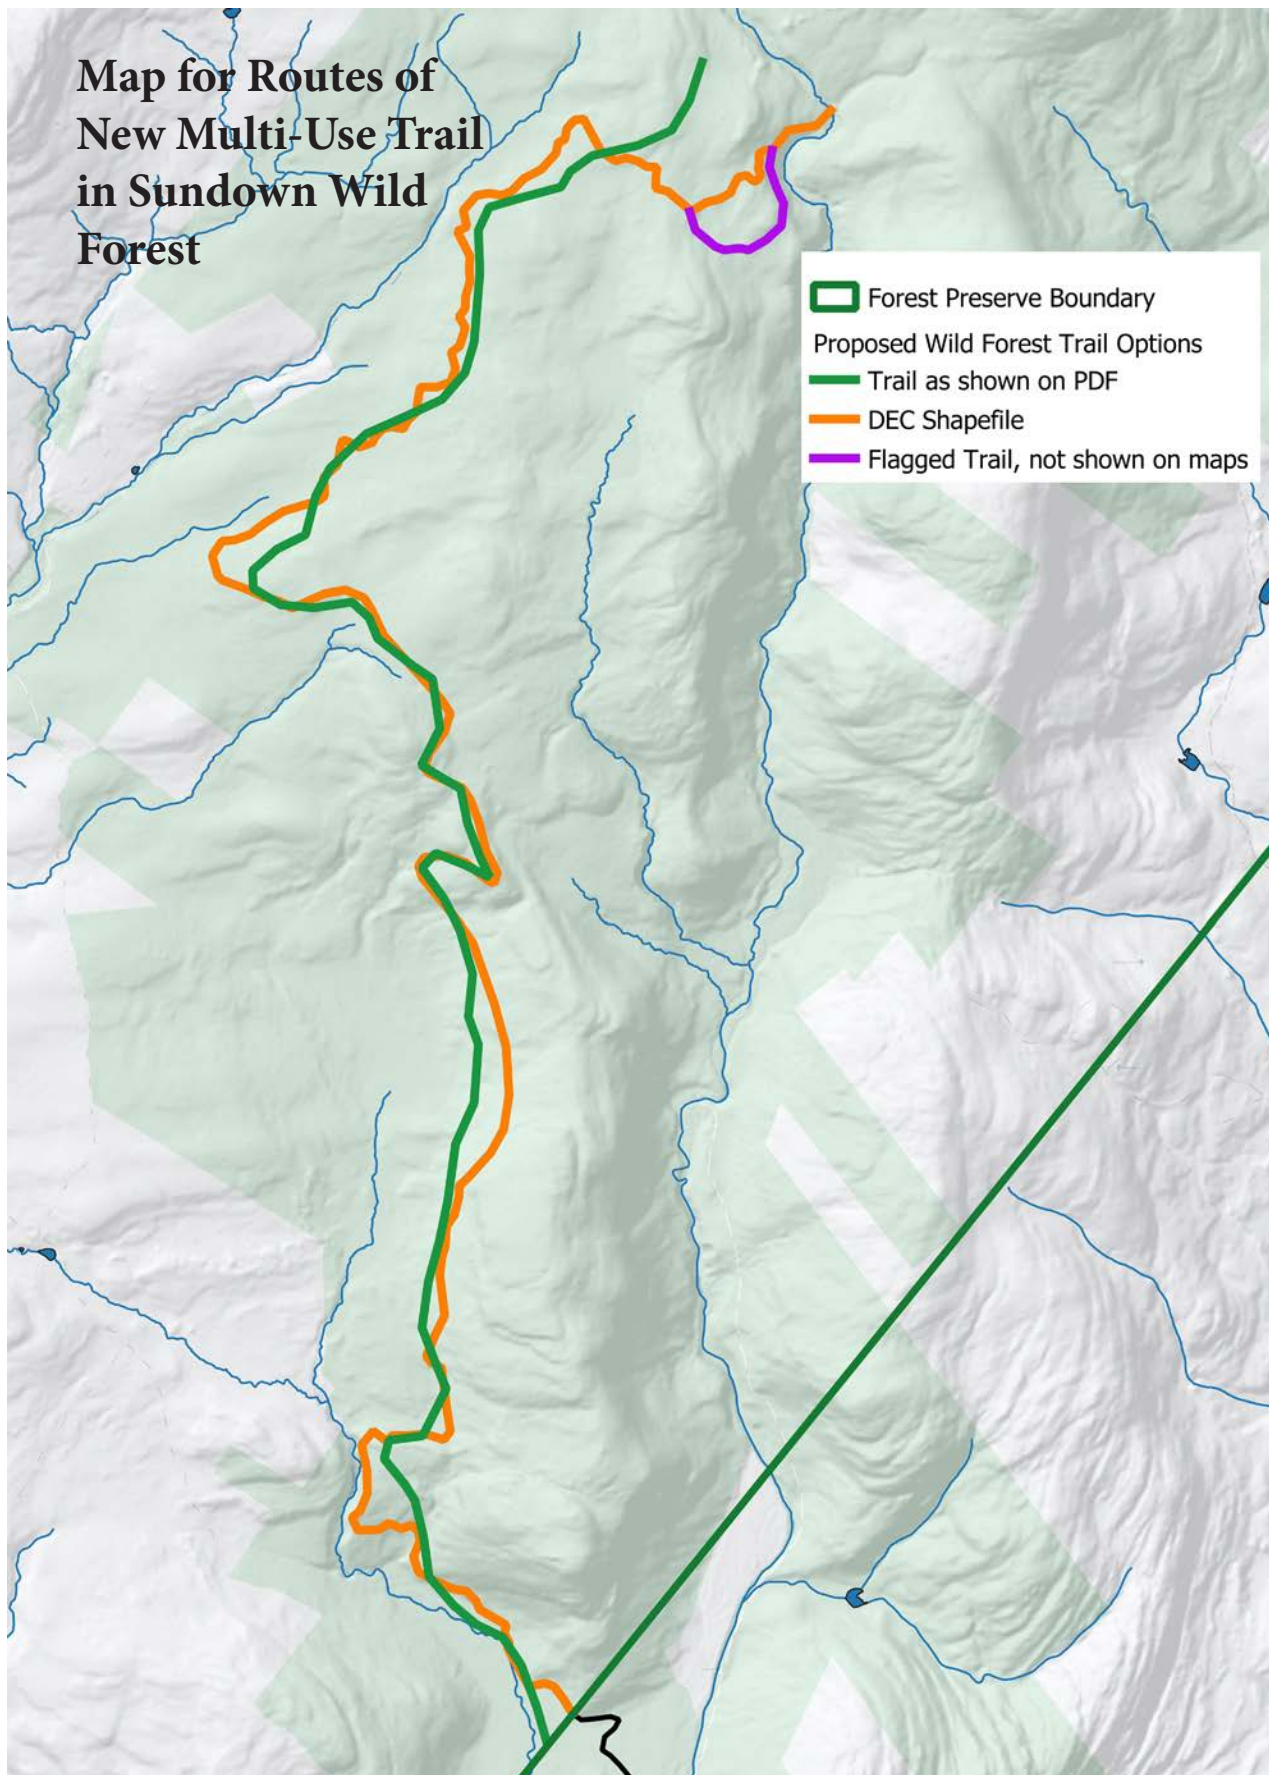 Map for Routes of
New Multi-Use Trail
in Sundown Wild
Forest
Forest Preserve Boundary
Proposed Wild Forest Trail Options
Trail as shown on PDF
DEC Shapefile
Flagged Trail, not shown on maps